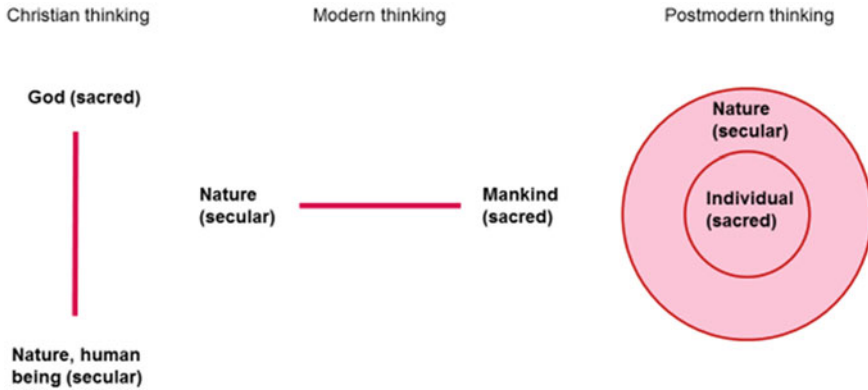 Christian thinking
Modern thinking
Postmodern thinking
God (sacred)
Nature, human
being (secular)
Nature
(secular)
Mankind
(sacred)
Nature
(secular)
Individual
(sacred)